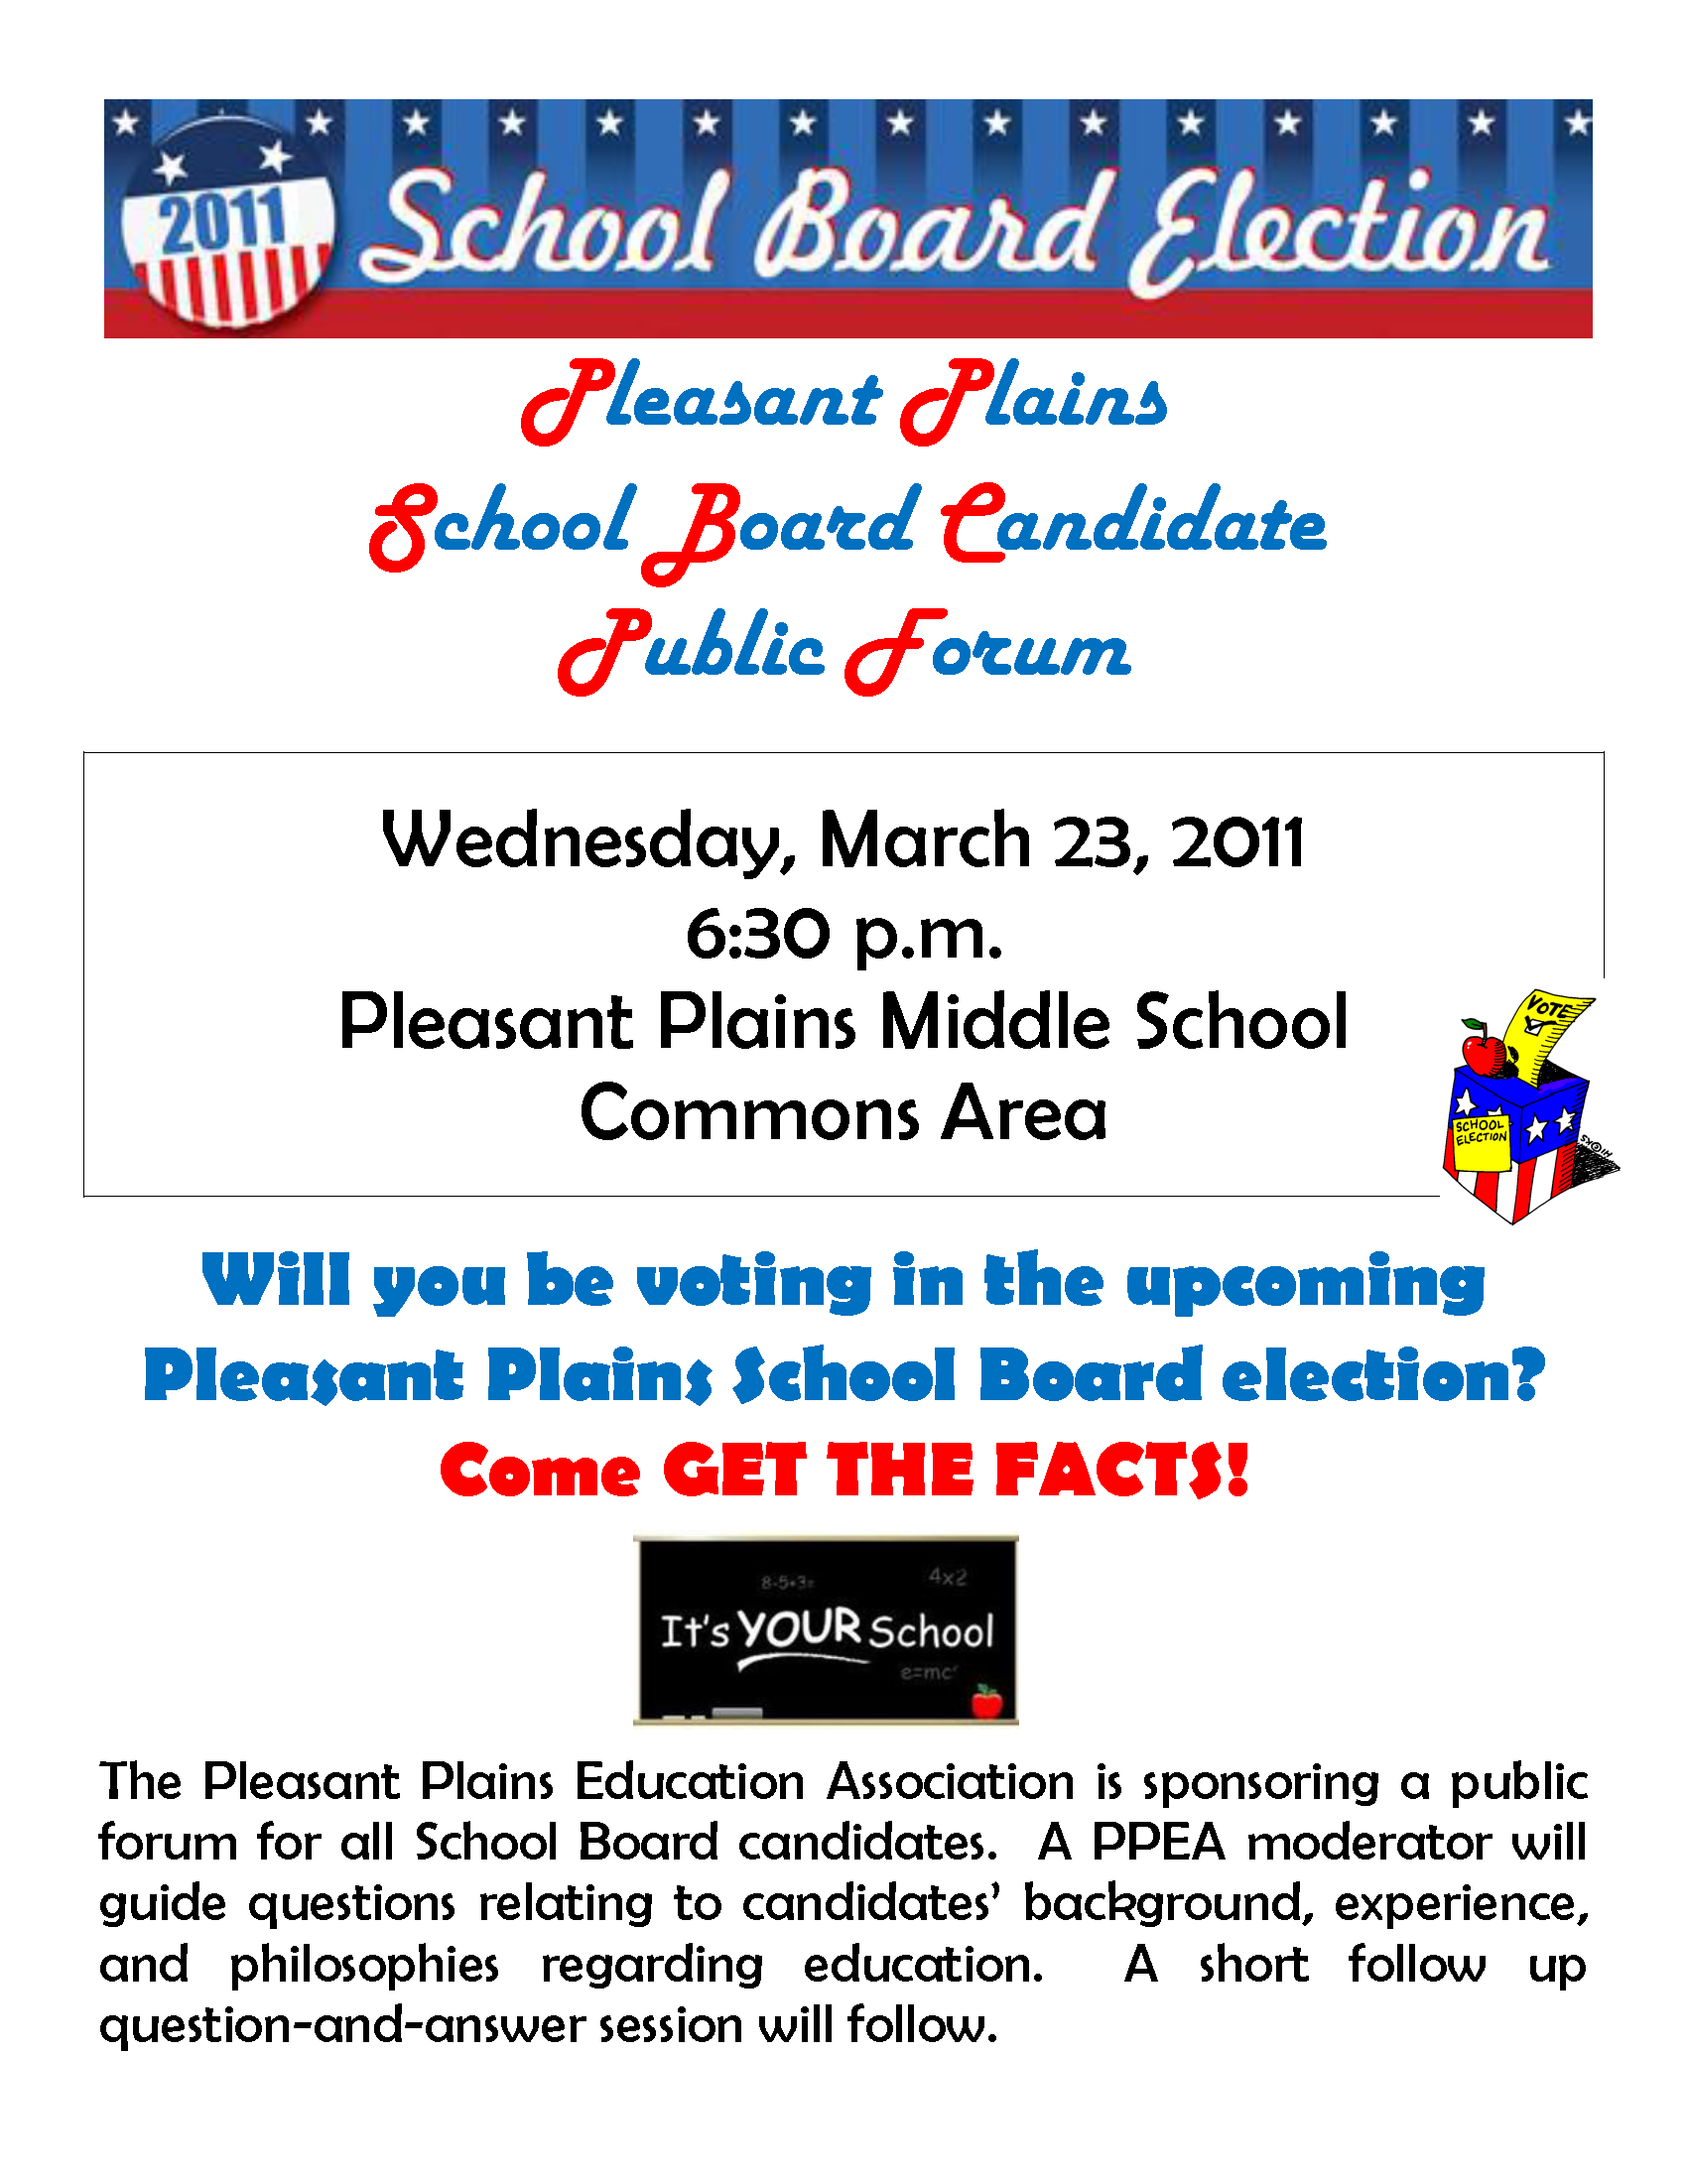 2011 School Board Election
Pleasant Plains
School Board Candidate
Public Forum
Wednesday, March 23, 2011
6:30 p.m.
Pleasant Plains Middle School
Commons Area
VOTE
SCHOOL
ELECTION
Will you be voting in the upcoming
Pleasant Plains School Board election?
Come GET THE FACTS!
8-5+3=
4x2
It's YOUR School
The Pleasant Plains Education Association is sponsoring a public
forum for all School Board candidates. A PPEA moderator will
guide questions relating to candidates’ background, experience,
and philosophies regarding education. A short follow up
question-and-answer session will follow.